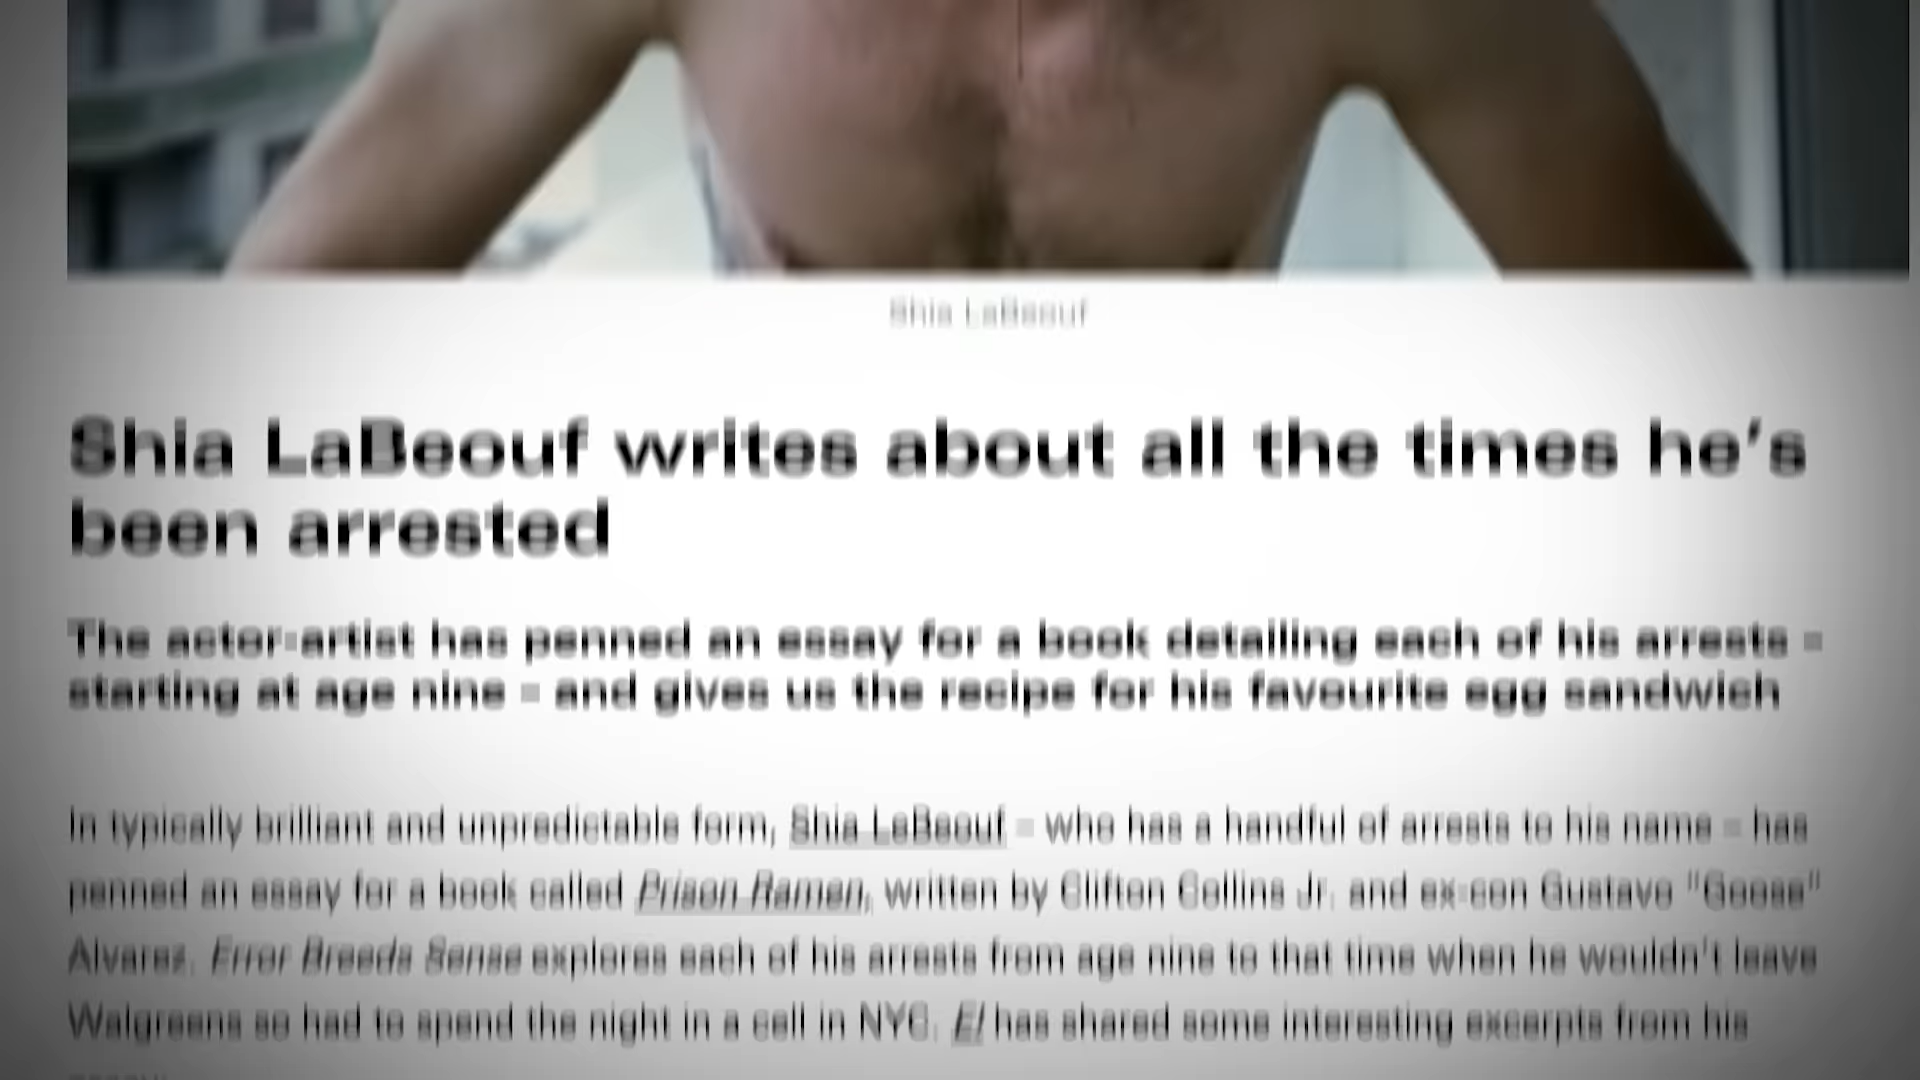 Shia LaBeouf
Shia LaBeouf writes about all the times he's
been arrested
The actor-artist has penned an essay for a book detailing each of his arrests -
starting at age nine - and gives us the recipe for his favourite egg sandwich
In typically brilliant and unpredictable form, Shia LaBeouf - who has a handful of arrests to his name - has
penned an essay for a book called Prison Ramen, written by Clifton Collins Jr. and ex-con Gustavo "Goose"
Alvarez. Error Breeds Sense explores each of his arrests from age nine to that time when he wouldn't leave
Walgreens so had to spend the night in a cell in NYC. E! has shared some interesting excerpts from his